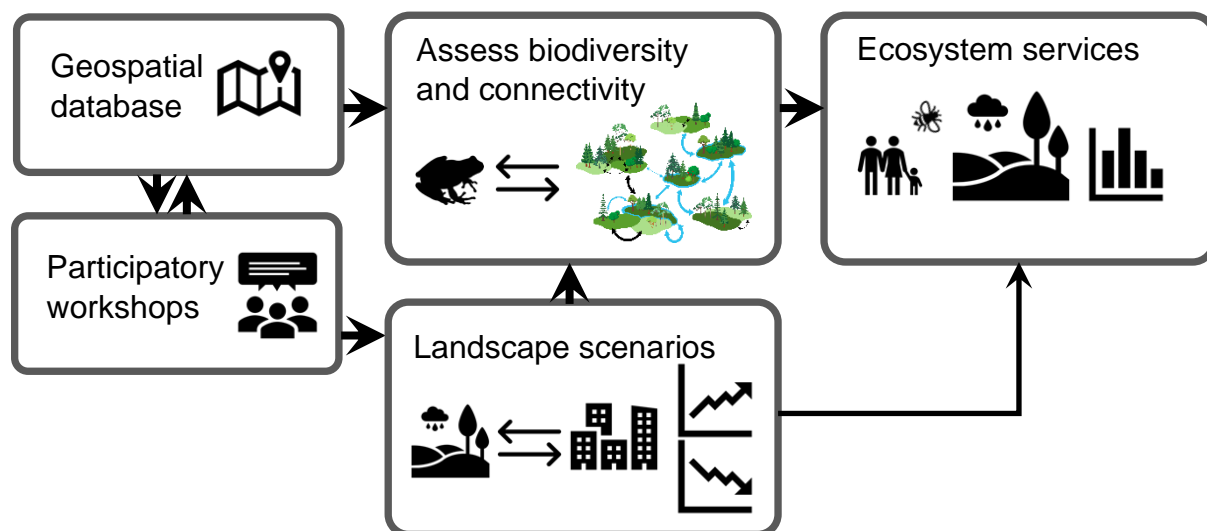 Geospatial
database
Assess biodiversity
and connectivity
Ecosystem services
Participatory
workshops
Landscape scenarios